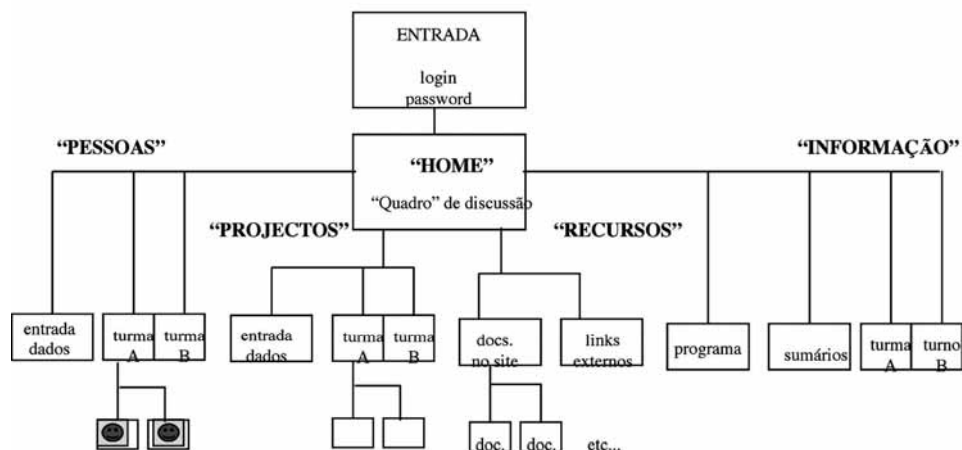 ENTRADA
login
password
“PESSOAS”
“HOME”
“INFORMAÇÃO”
“Quadro” de discussão
“PROJECTOS”
“RECURSOS”
entrada
dados
turma
A
turma
B
entrada
dados
turma
A
turma
B
docs.
no site
links
externos
programa
sumários
turma
A
turno
B
doc.
doc.
etc...